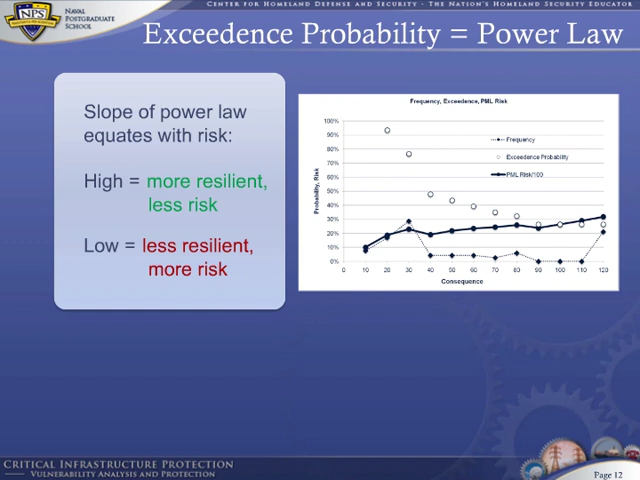 CENTER FOR HOMELAND DEFENSE AND SECURITY · THE NATION'S HOMELAND SECURITY EDUCATOR
NPS
NAVAL
POSTGRADUATE
SCHOOL
Exceedence Probability = Power Law
Slope of power law
equates with risk:
High = more resilient,
less risk
Low = less resilient,
more risk
Frequency, Exceedence, PML Risk
Probability, Risk
100%
90%
80%
70%
60%
50%
40%
30%
20%
10%
0%
Frequency
Exceedence Probability
PML Risk/100
0 10 20 30 40 50 60 70 80 90 100 110 120
Consequence
CRITICAL INFRASTRUCTURE PROTECTION
VULNERABILITY ANALYSIS AND PROTECTION
Page 12